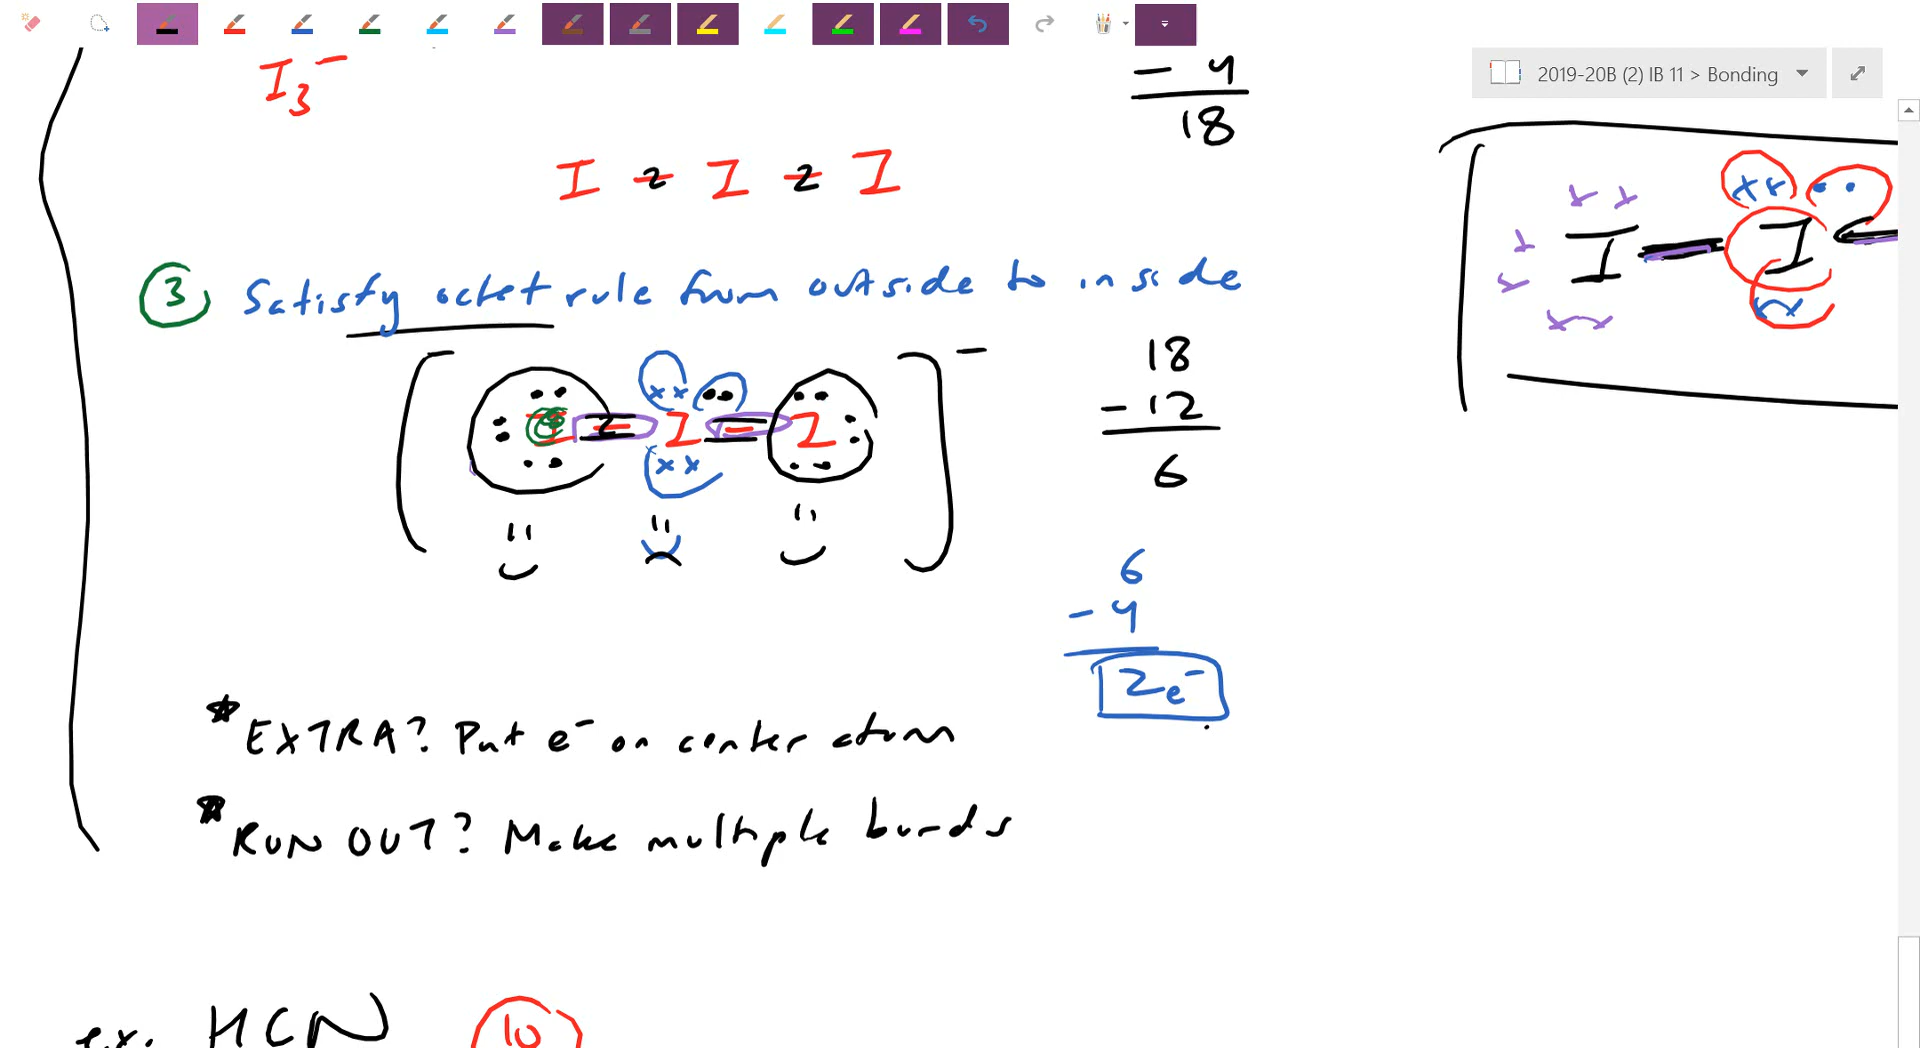 2019-20B (2) IB 11 > Bonding
I3⁻
- 4
18
I 2 I 2 I
I I
③ Satisfy octet rule from outside to inside
18
- 12
6
[I 2 I = I]⁻
6
- 4
2e⁻
*EXTRA? Put e⁻ on center atom
*RUN OUT? Make multiple bonds
ex. HCN 10